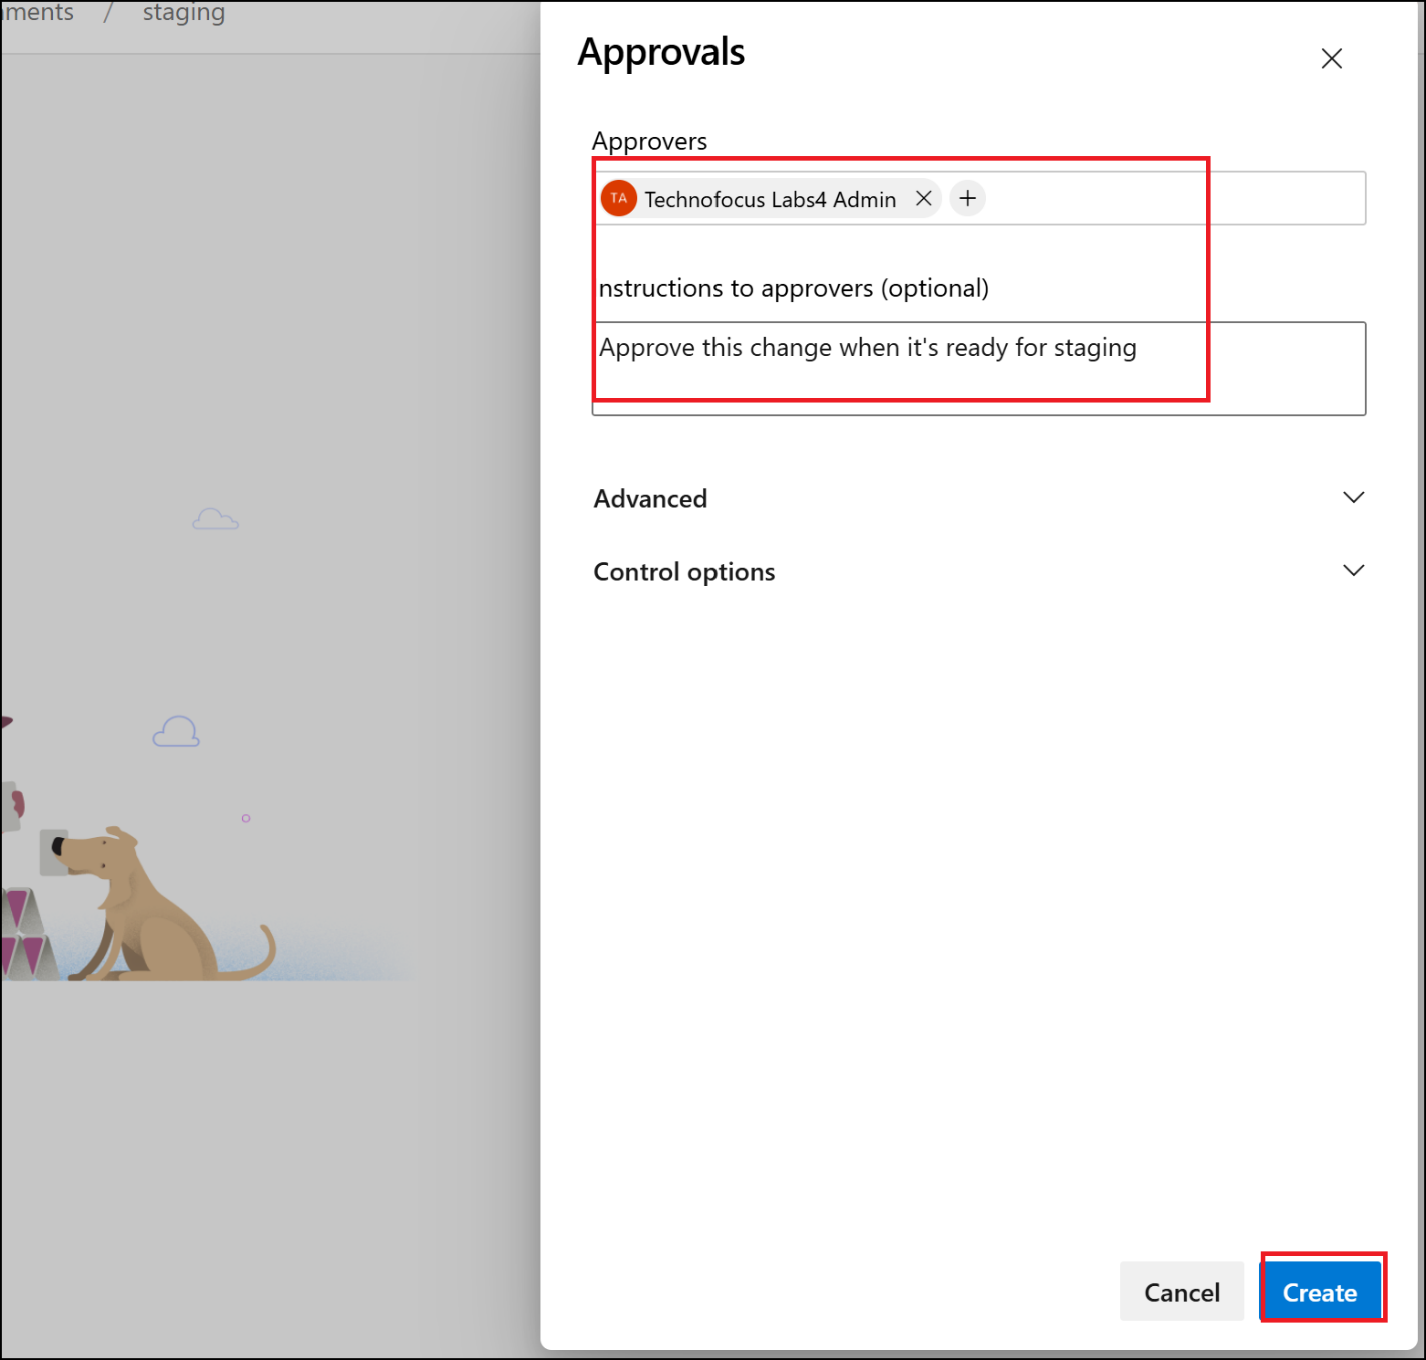 nments / staging
Approvals
Approvers
TA Technofocus Labs4 Admin
nstructions to approvers (optional)
Approve this change when it's ready for staging
Advanced
Control options
Cancel Create